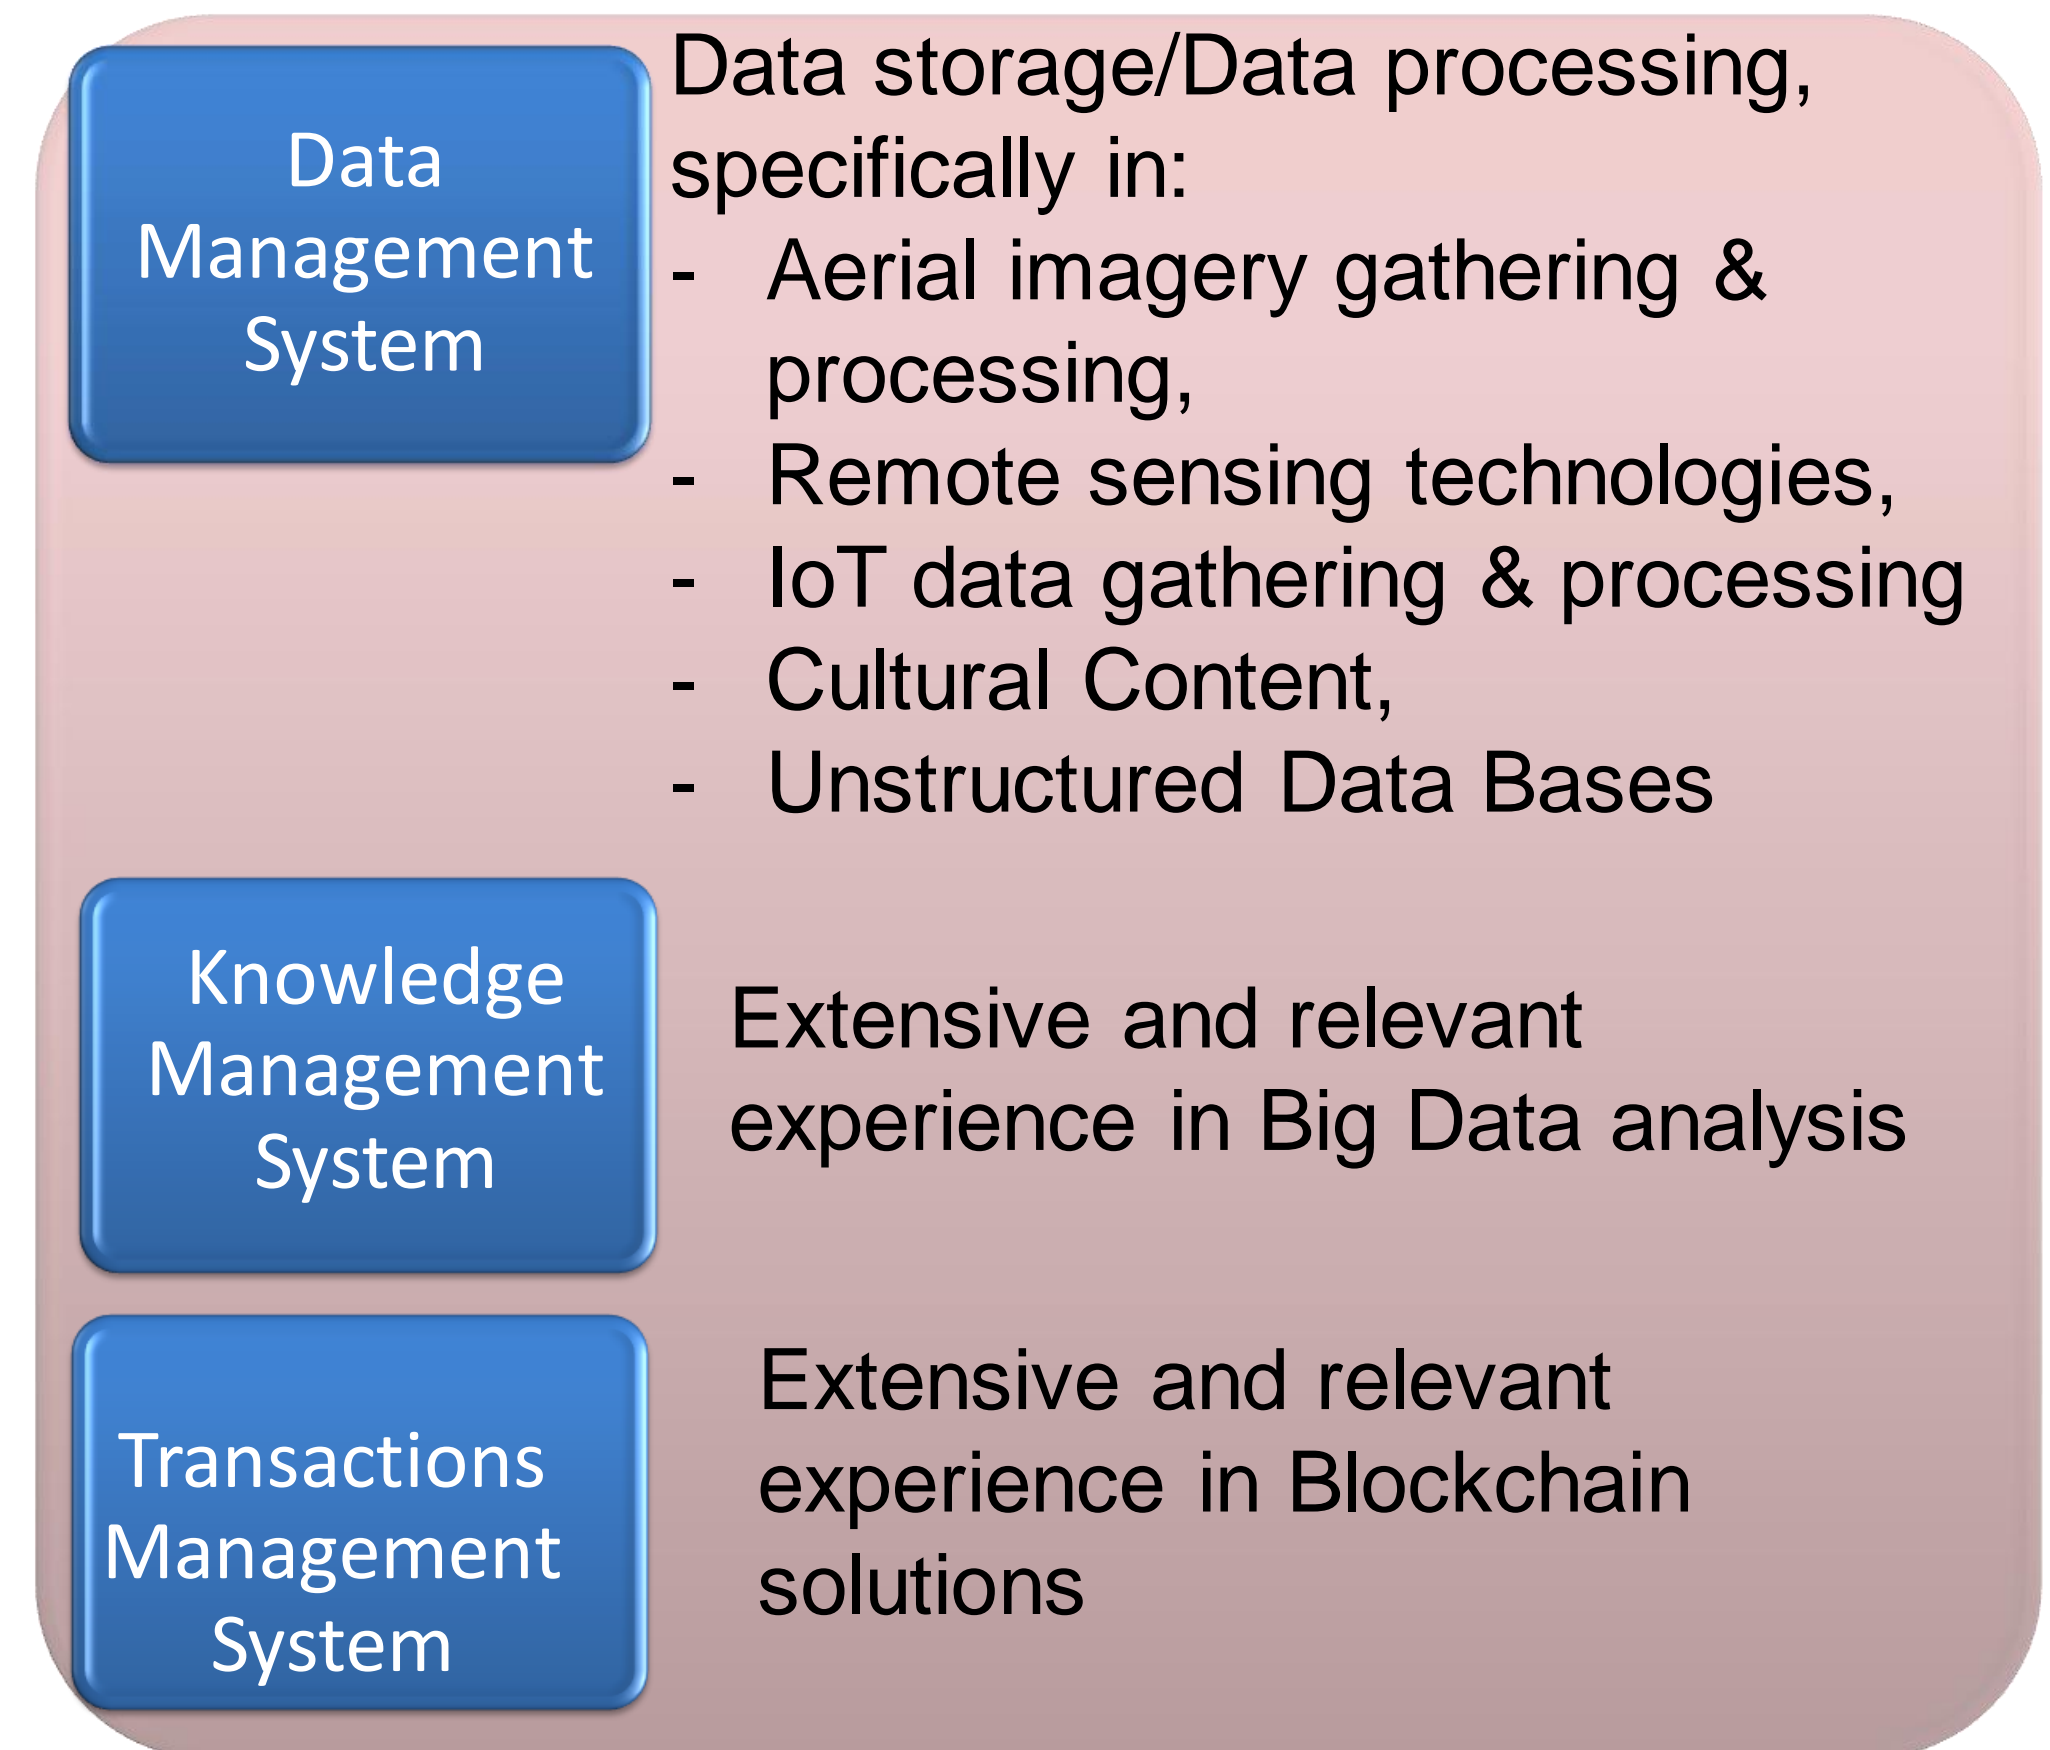 Data
Management
System
Data storage/Data processing,
specifically in:
- Aerial imagery gathering &
processing,
- Remote sensing technologies,
- IoT data gathering & processing
- Cultural Content,
- Unstructured Data Bases
Knowledge
Management
System
Extensive and relevant
experience in Big Data analysis
Transactions
Management
System
Extensive and relevant
experience in Blockchain
solutions